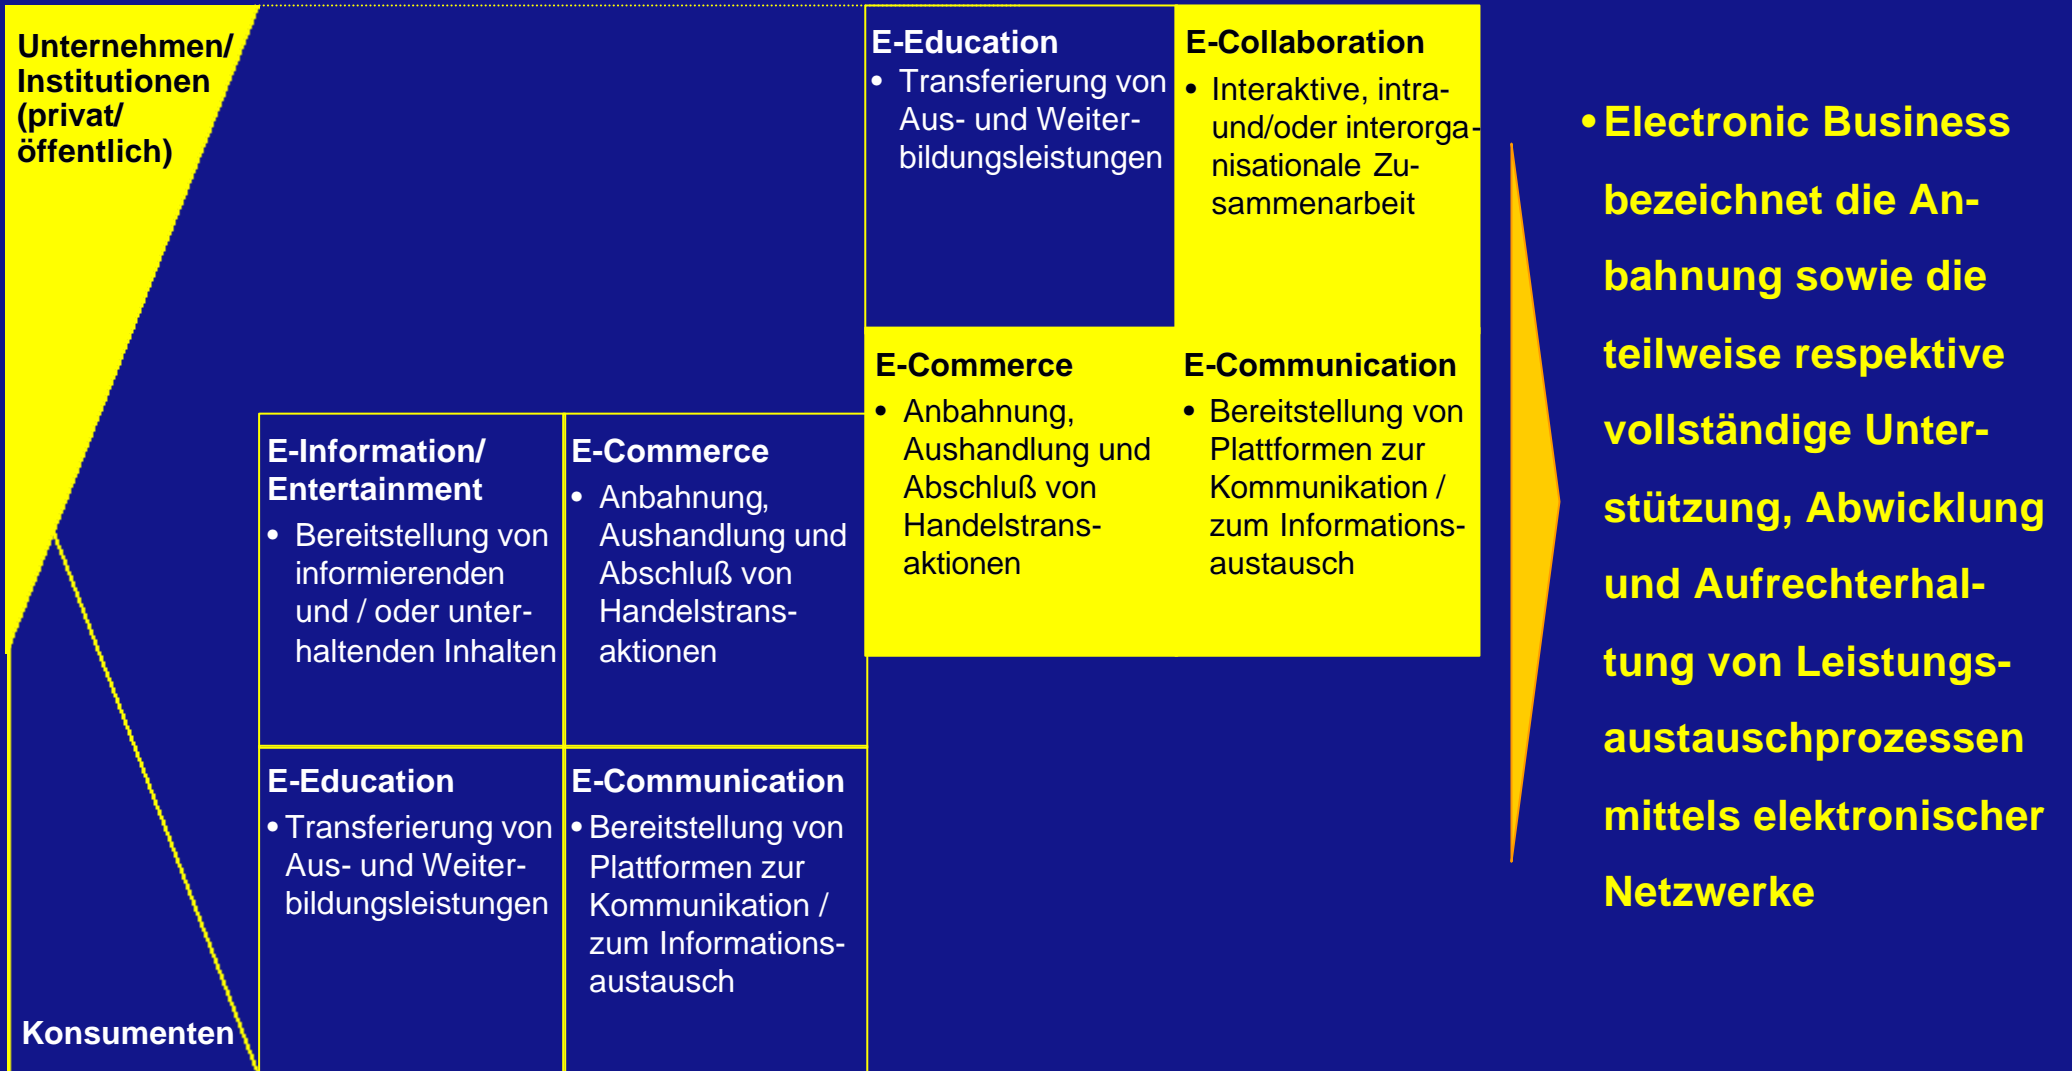 Unternehmen/
Institutionen
(privat/
öffentlich)
E-Education
• Transferierung von
Aus- und Weiter-
bildungsleistungen
E-Collaboration
• Interaktive, intra-
und/oder interorga-
nisationale Zu-
sammenarbeit
E-Commerce
• Anbahnung,
Aushandlung und
Abschluß von
Handelstrans-
aktionen
E-Communication
• Bereitstellung von
Plattformen zur
Kommunikation /
zum Informations-
austausch
E-Information/
Entertainment
• Bereitstellung von
informierenden
und / oder unter-
haltenden Inhalten
E-Commerce
• Anbahnung,
Aushandlung und
Abschluß von
Handelstrans-
aktionen
E-Education
• Transferierung von
Aus- und Weiter-
bildungsleistungen
E-Communication
• Bereitstellung von
Plattformen zur
Kommunikation /
zum Informations-
austausch
Konsumenten
• Electronic Business
bezeichnet die An-
bahnung sowie die
teilweise respektive
vollständige Unter-
stützung, Abwicklung
und Aufrechterhal-
tung von Leistungs-
austauschprozessen
mittels elektronischer
Netzwerke